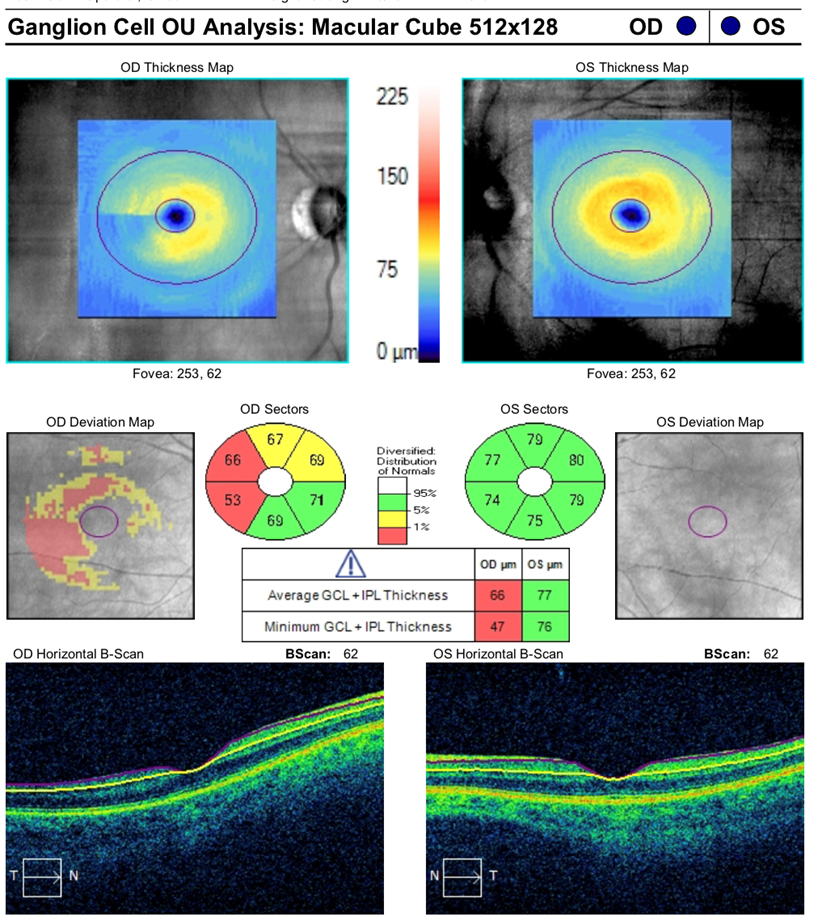 Ganglion Cell OU Analysis: Macular Cube 512x128 OD OS
OD Thickness Map
OS Thickness Map
225
150
75
0 µm
Fovea: 253, 62
Fovea: 253, 62
OD Deviation Map
OD Sectors
OS Sectors
OS Deviation Map
67
66
69
53
71
69
Diversified:
Distribution
of Normals
95%
5%
1%
79
77
80
74
79
75
OD µm OS µm
Average GCL + IPL Thickness 66 77
Minimum GCL + IPL Thickness 47 76
OD Horizontal B-Scan BScan: 62
OS Horizontal B-Scan BScan: 62
T N
N T